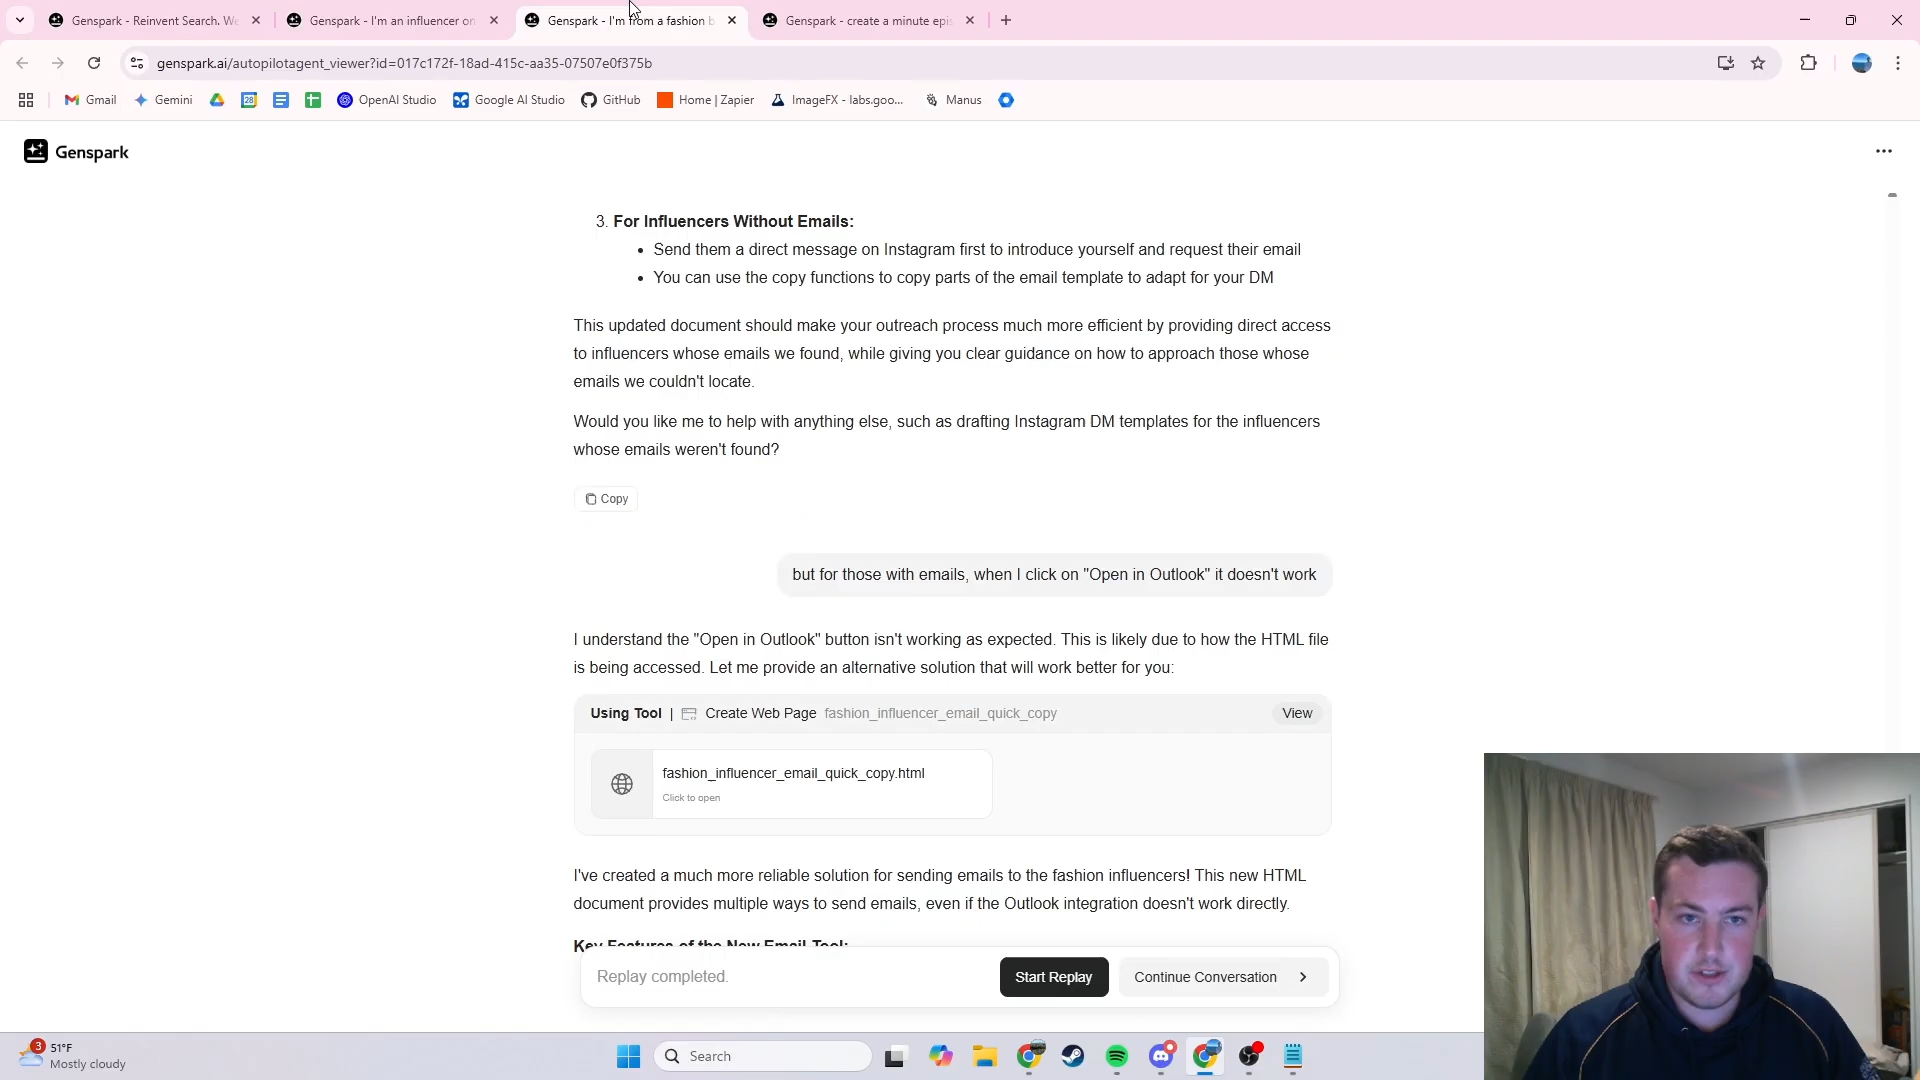 Genspark - Reinvent Search. We
Genspark - I'm an influencer on
Genspark - I'm from a fashion b
Genspark - create a minute epis
genspark.ai/autopilotagent_viewer?id=017c172f-18ad-415c-aa35-07507e0f375b
Gmail
Gemini
28
OpenAI Studio
Google AI Studio
GitHub
Home | Zapier
ImageFX - labs.goo...
Manus
Genspark
3. For Influencers Without Emails:
• Send them a direct message on Instagram first to introduce yourself and request their email
• You can use the copy functions to copy parts of the email template to adapt for your DM
This updated document should make your outreach process much more efficient by providing direct access
to influencers whose emails we found, while giving you clear guidance on how to approach those whose
emails we couldn't locate.
Would you like me to help with anything else, such as drafting Instagram DM templates for the influencers
whose emails weren't found?
Copy
but for those with emails, when I click on "Open in Outlook" it doesn't work
I understand the "Open in Outlook" button isn't working as expected. This is likely due to how the HTML file
is being accessed. Let me provide an alternative solution that will work better for you:
Using Tool | Create Web Page fashion_influencer_email_quick_copy
View
fashion_influencer_email_quick_copy.html
Click to open
I've created a much more reliable solution for sending emails to the fashion influencers! This new HTML
document provides multiple ways to send emails, even if the Outlook integration doesn't work directly.
Key Features of the New Email Tool:
Replay completed.
Start Replay
Continue Conversation
3
51°F
Mostly cloudy
Search